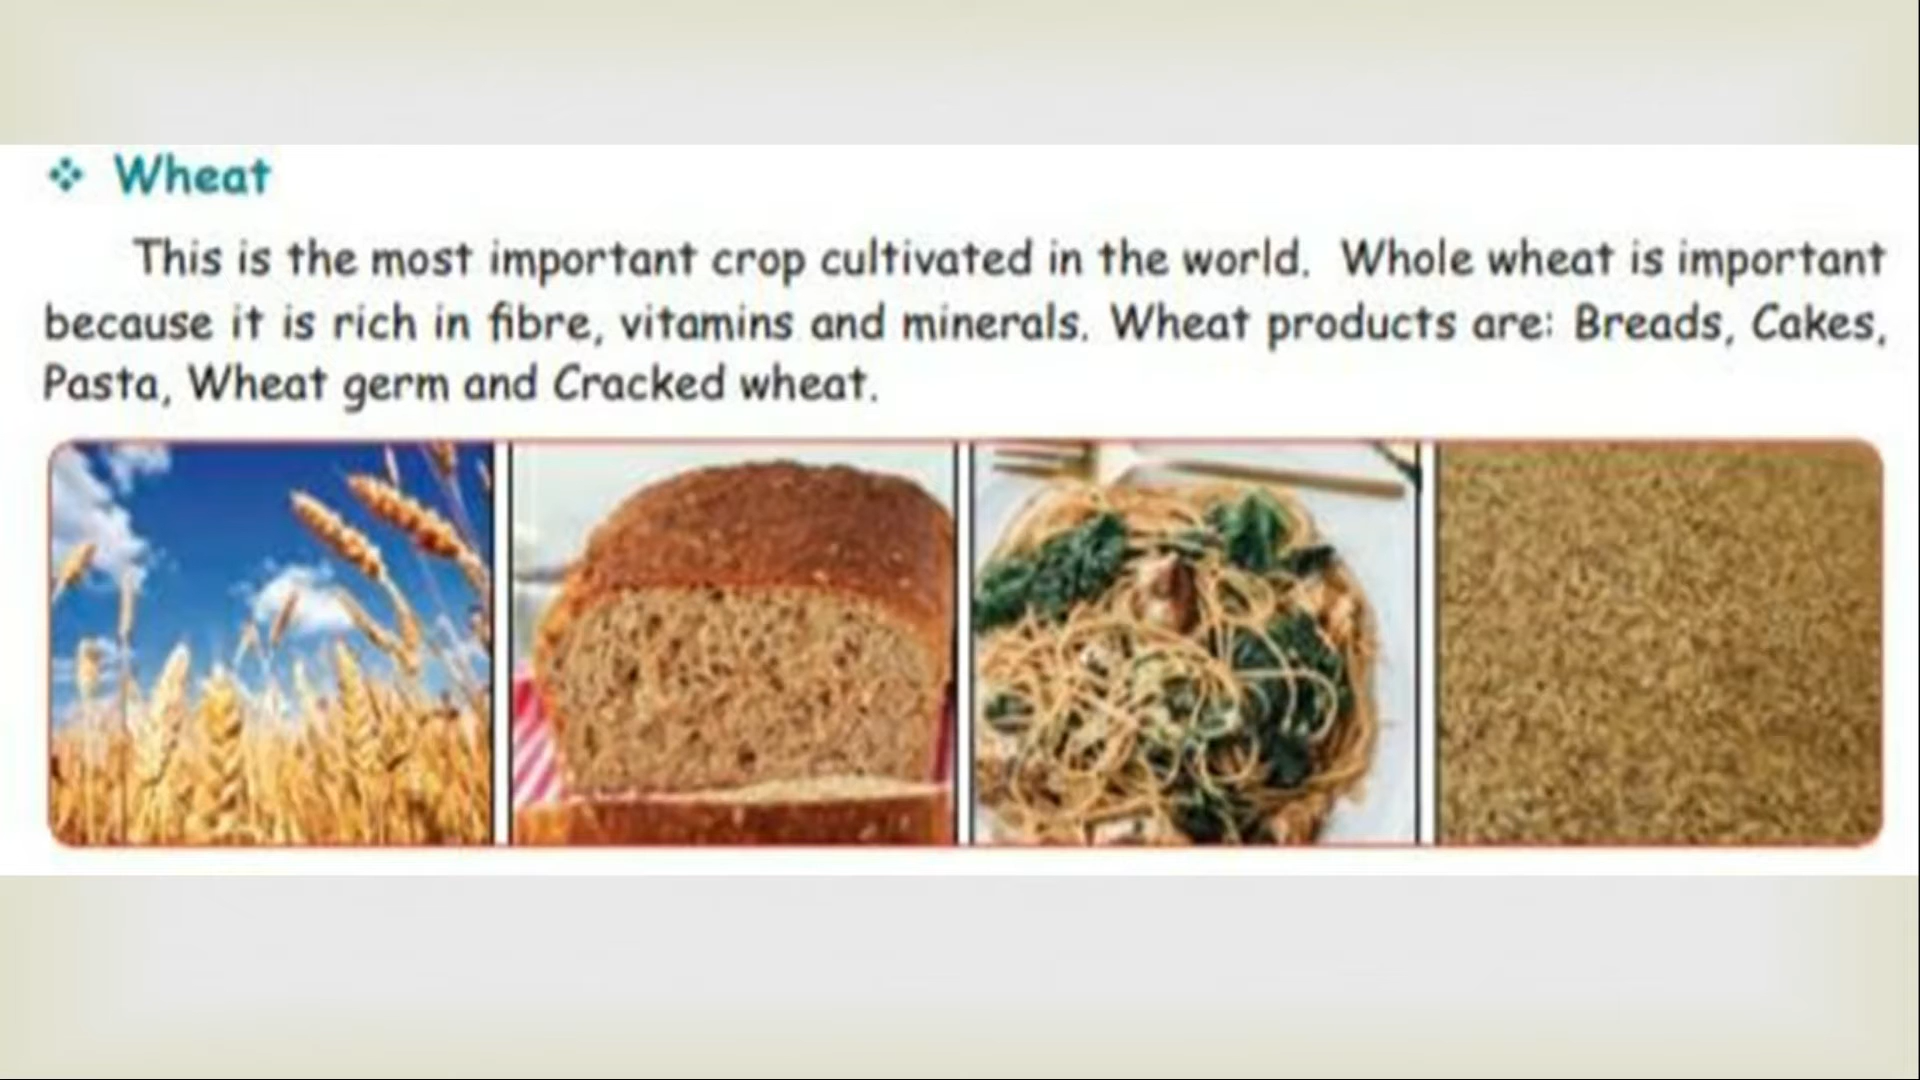 Wheat
This is the most important crop cultivated in the world. Whole wheat is important
because it is rich in fibre, vitamins and minerals. Wheat products are: Breads, Cakes,
Pasta, Wheat germ and Cracked wheat.